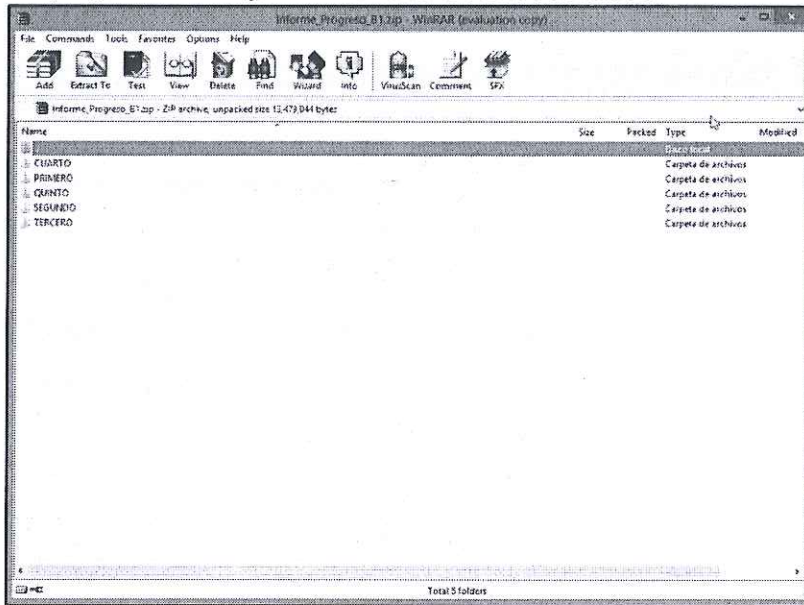 Informe_Progreso_B1.zip - WinRAR (evaluation copy)
File Commands Tools Favorites Options Help
Add Extract To Test View Delete Find Wizard Info VirusScan Comment SFX
Informe_Progreso_B1.zip - ZIP archive, unpacked size 13,479,044 bytes
Name Size Packed Type Modified
Disco local
CUARTO Carpeta de archivos
PRIMERO Carpeta de archivos
QUINTO Carpeta de archivos
SEGUNDO Carpeta de archivos
TERCERO Carpeta de archivos
Total 5 folders